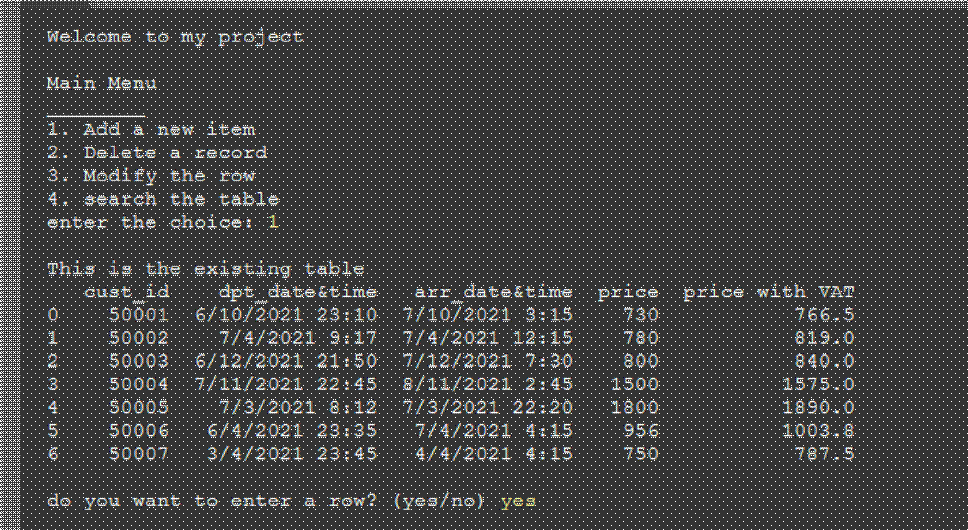 Welcome to my project
Main Menu
________
1. Add a new item
2. Delete a record
3. Modify the row
4. search the table
enter the choice: 1
This is the existing table
cust_id dpt_date&time arr_date&time price price with VAT
0 50001 6/10/2021 23:10 7/10/2021 3:15 730 766.5
1 50002 7/4/2021 9:17 7/4/2021 12:15 780 819.0
2 50003 6/12/2021 21:50 7/12/2021 7:30 800 840.0
3 50004 7/11/2021 22:45 8/11/2021 2:45 1500 1575.0
4 50005 7/3/2021 8:12 7/3/2021 22:20 1800 1890.0
5 50006 6/4/2021 23:35 7/4/2021 4:15 956 1003.8
6 50007 3/4/2021 23:45 4/4/2021 4:15 750 787.5
do you want to enter a row? (yes/no) yes